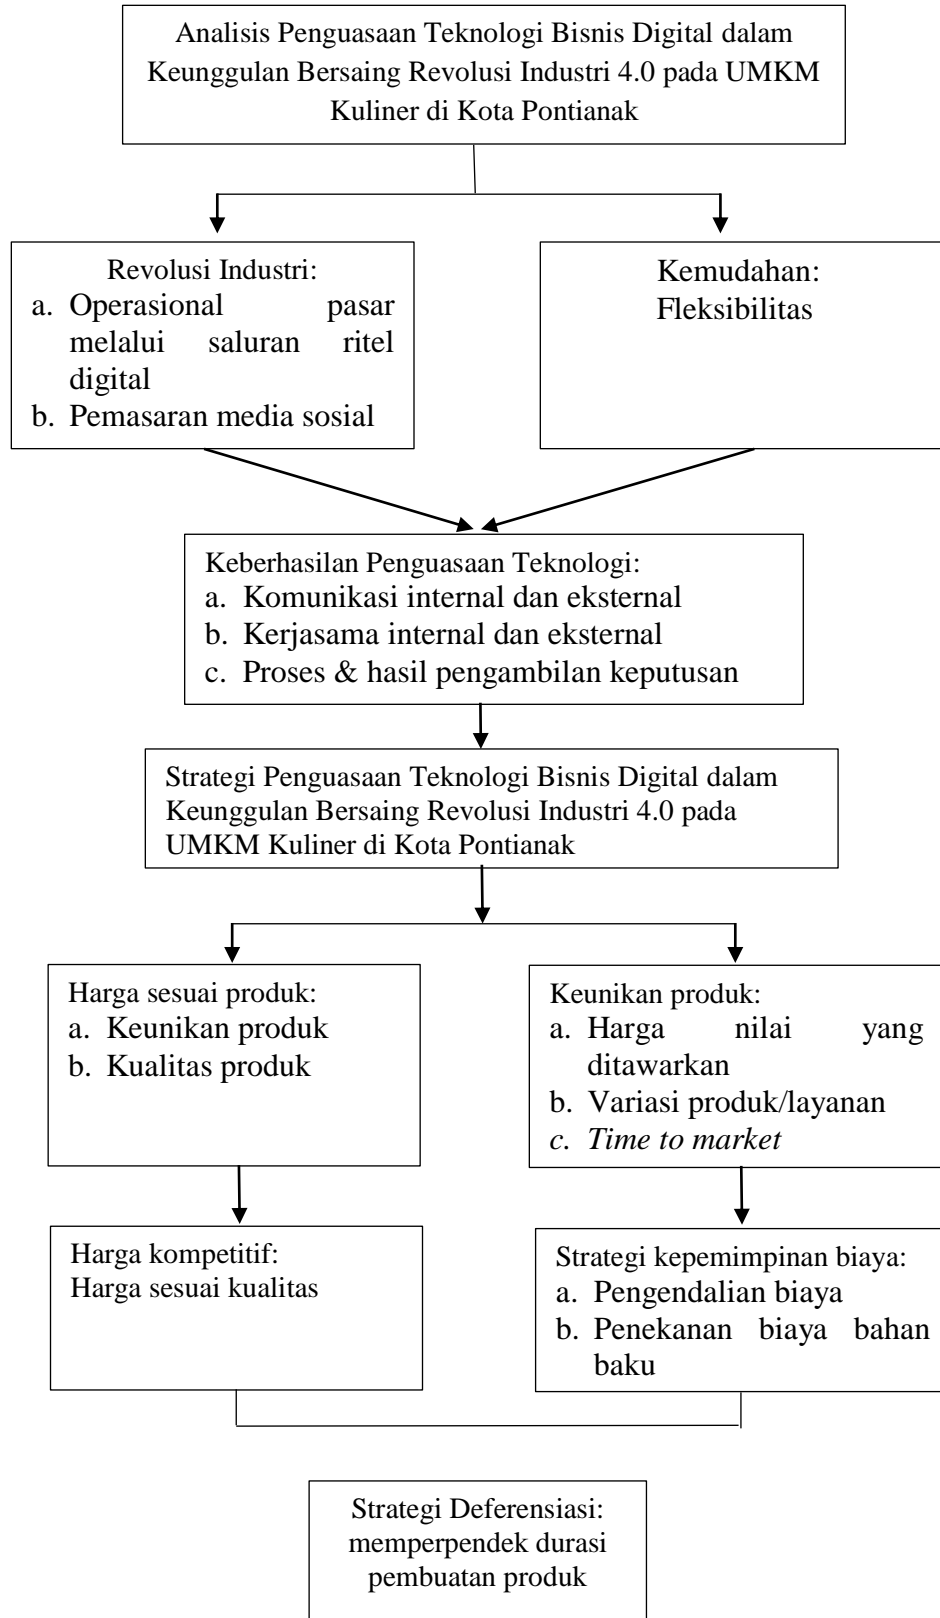 Analisis Penguasaan Teknologi Bisnis Digital dalam
Keunggulan Bersaing Revolusi Industri 4.0 pada UMKM
Kuliner di Kota Pontianak
Revolusi Industri:
a. Operasional pasar
melalui saluran ritel
digital
b. Pemasaran media sosial
Kemudahan:
Fleksibilitas
Keberhasilan Penguasaan Teknologi:
a. Komunikasi internal dan eksternal
b. Kerjasama internal dan eksternal
c. Proses & hasil pengambilan keputusan
Strategi Penguasaan Teknologi Bisnis Digital dalam
Keunggulan Bersaing Revolusi Industri 4.0 pada
UMKM Kuliner di Kota Pontianak
Harga sesuai produk:
a. Keunikan produk
b. Kualitas produk
Keunikan produk:
a. Harga nilai yang
ditawarkan
b. Variasi produk/layanan
c. Time to market
Harga kompetitif:
Harga sesuai kualitas
Strategi kepemimpinan biaya:
a. Pengendalian biaya
b. Penekanan biaya bahan
baku
Strategi Deferensiasi:
memperpendek durasi
pembuatan produk